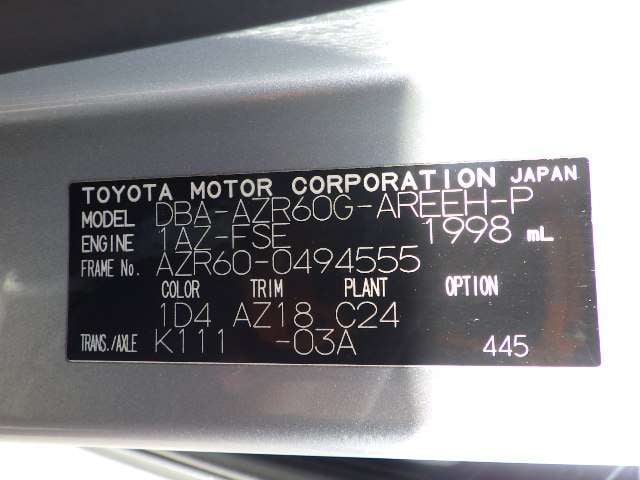 TOYOTA MOTOR CORPORATION JAPAN
MODEL DBA-AZR60G-AREEH-P
ENGINE 1AZ-FSE 1998 mL
FRAME No. AZR60-0494555
COLOR TRIM PLANT OPTION
1D4 AZ18 C24
TRANS./AXLE K111 -03A 445